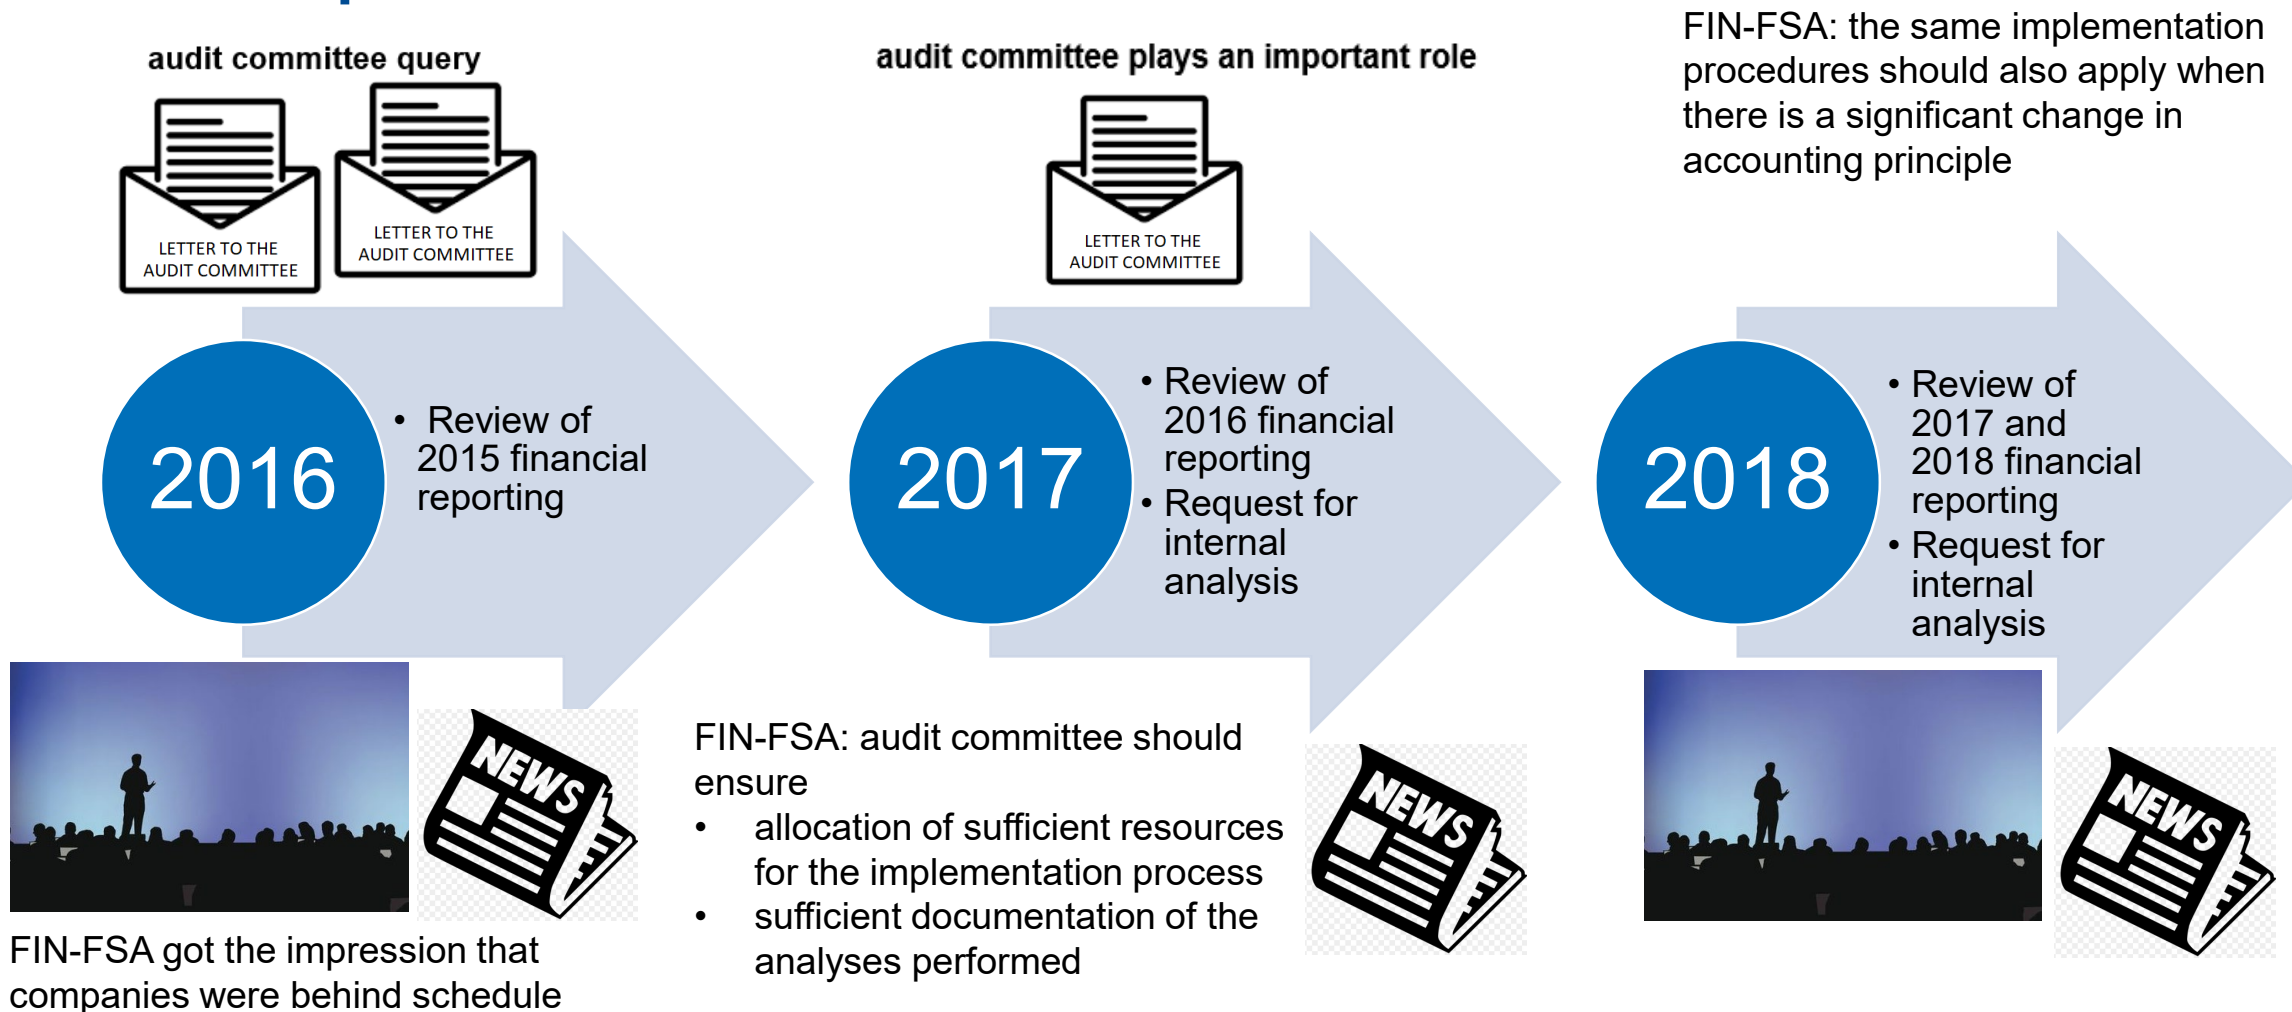 audit committee query
LETTER TO THE
AUDIT COMMITTEE
LETTER TO THE
AUDIT COMMITTEE
2016
• Review of
2015 financial
reporting
NEWS
FIN-FSA got the impression that
companies were behind schedule
audit committee plays an important role
LETTER TO THE
AUDIT COMMITTEE
2017
• Review of
2016 financial
reporting
• Request for
internal
analysis
FIN-FSA: audit committee should
ensure
• allocation of sufficient resources
for the implementation process
• sufficient documentation of the
analyses performed
NEWS
FIN-FSA: the same implementation
procedures should also apply when
there is a significant change in
accounting principle
2018
• Review of
2017 and
2018 financial
reporting
• Request for
internal
analysis
NEWS